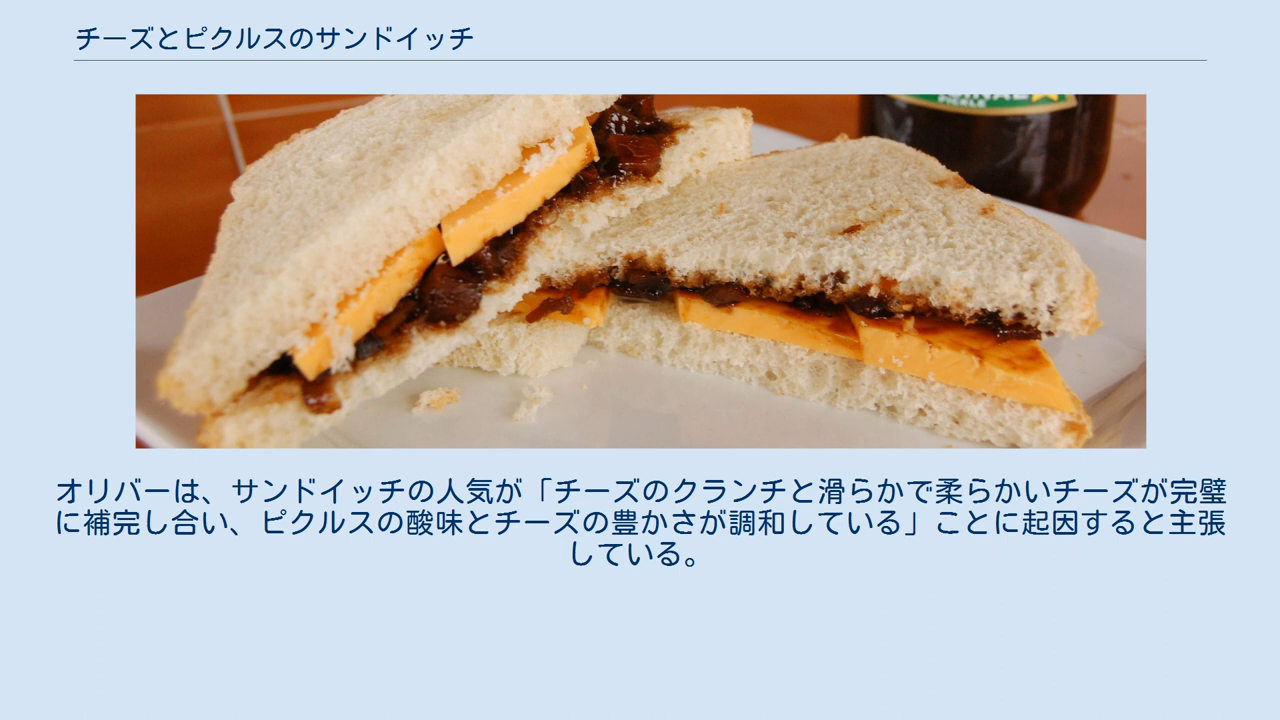 チーズとピクルスのサンドイッチ
PICKLE
オリバーは、サンドイッチの人気が「チーズのクランチと滑らかで柔らかいチーズが完璧
に補完し合い、ピクルスの酸味とチーズの豊かさが調和している」ことに起因すると主張
している。